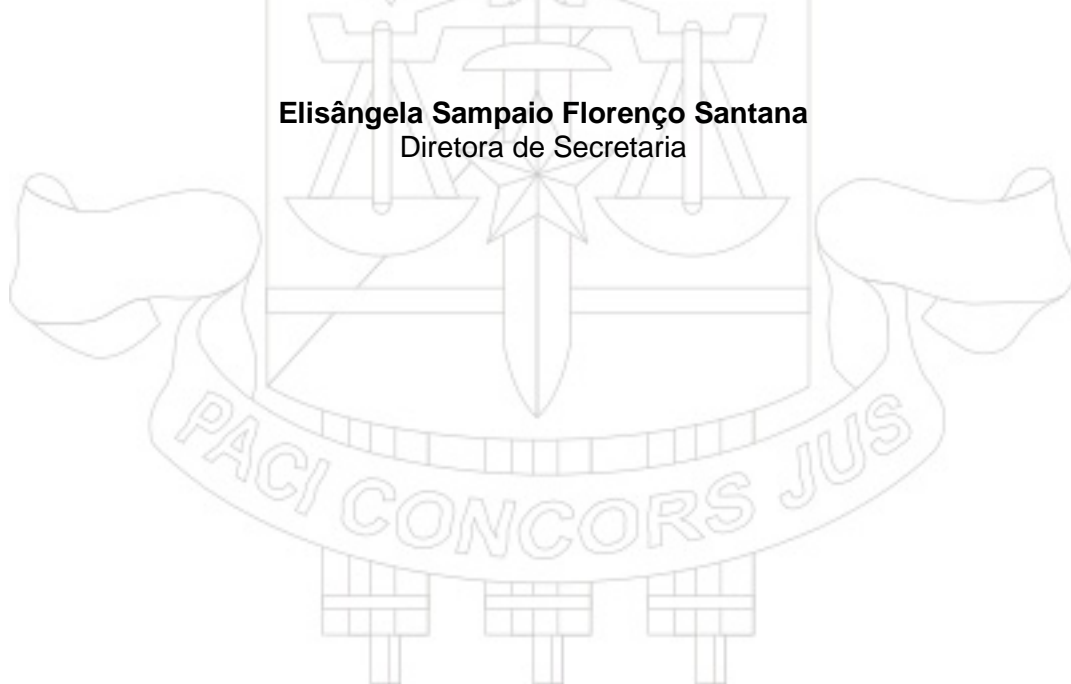 Elisângela Sampaio Florenço Santana
Diretora de Secretaria
PACI CONCORS JUS